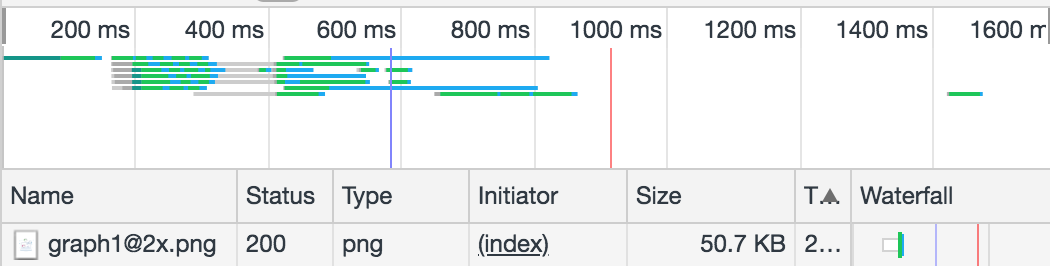 200 ms 400 ms 600 ms 800 ms 1000 ms 1200 ms 1400 ms 1600 m
Name Status Type Initiator Size T... Waterfall
graph1@2x.png 200 png (index) 50.7 KB 2...